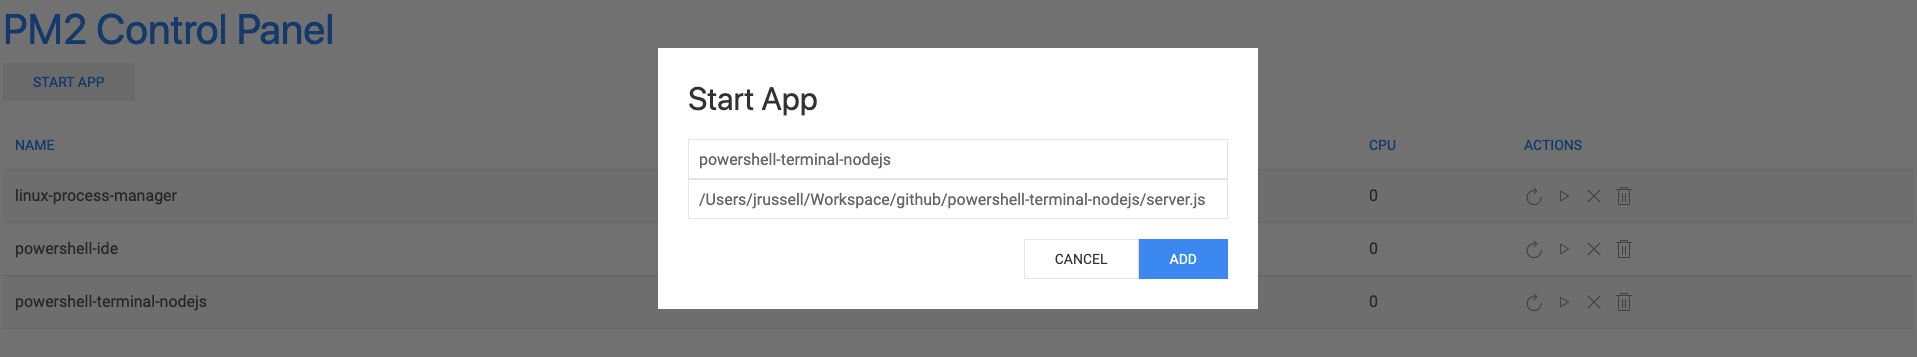 PM2 Control Panel
START APP
Start App
powershell-terminal-nodejs
/Users/jrussell/Workspace/github/powershell-terminal-nodejs/server.js
CANCEL ADD
NAME CPU ACTIONS
linux-process-manager 0
powershell-ide 0
powershell-terminal-nodejs 0